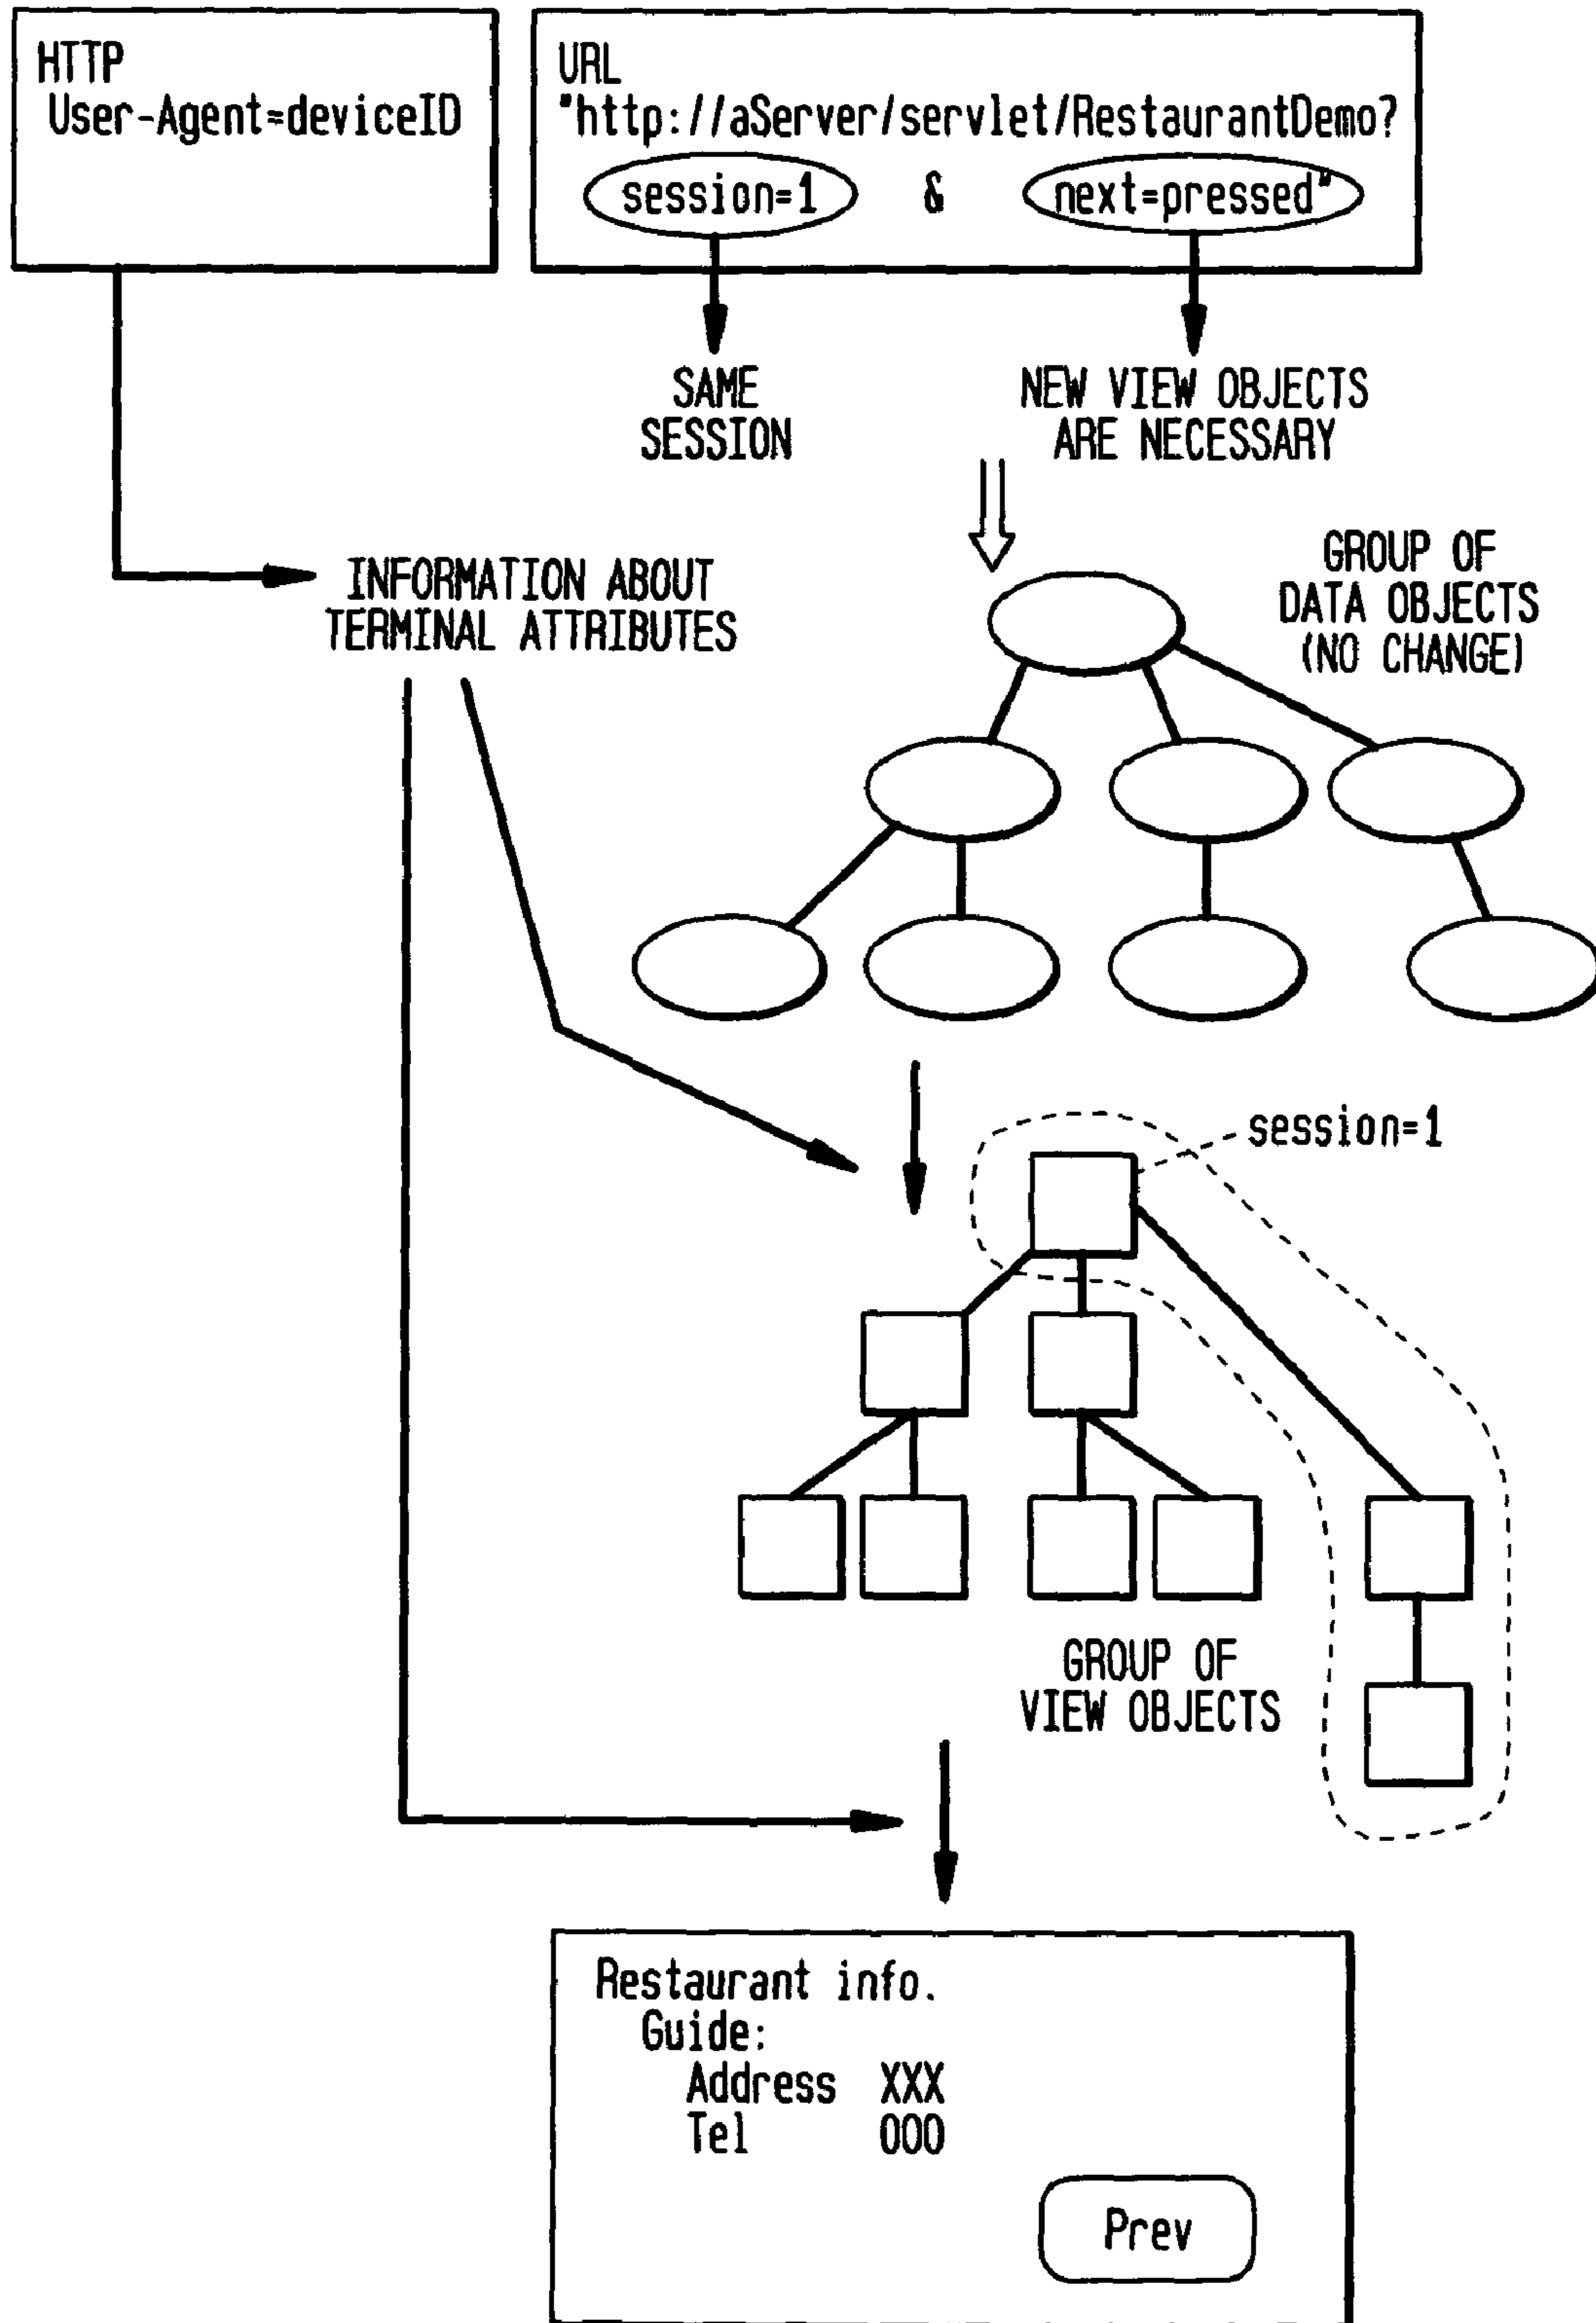 HTTP
User-Agent=deviceID
URL
"http://aServer/servlet/RestaurantDemo?
session=1 & next=pressed"
SAME
SESSION
NEW VIEW OBJECTS
ARE NECESSARY
INFORMATION ABOUT
TERMINAL ATTRIBUTES
GROUP OF
DATA OBJECTS
(NO CHANGE)
session=1
GROUP OF
VIEW OBJECTS
Restaurant info.
Guide:
Address XXX
Tel 000
Prev